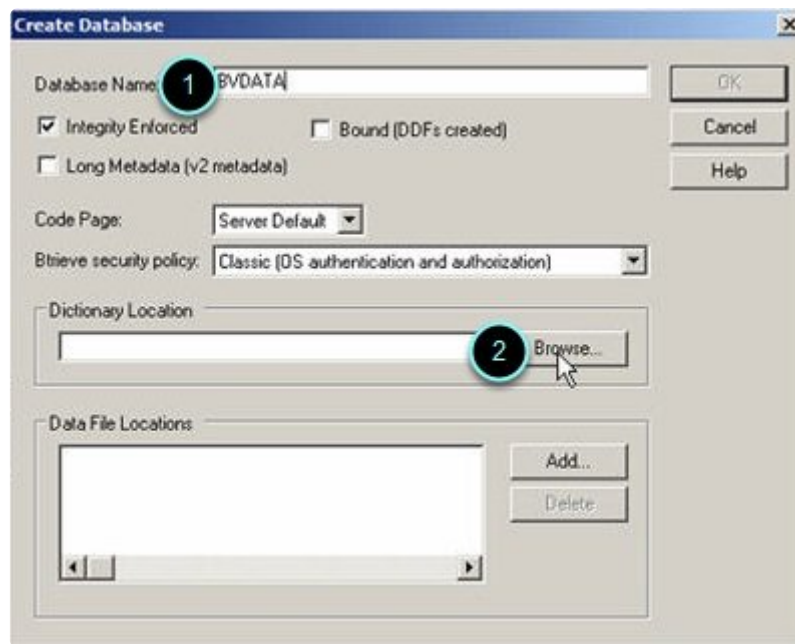 Create Database
Database Name: 1 BVDATA OK
Integrity Enforced Bound (DDFs created) Cancel
Long Metadata (v2 metadata) Help
Code Page: Server Default
Btrieve security policy: Classic (OS authentication and authorization)
Dictionary Location
2 Browse...
Data File Locations
Add...
Delete